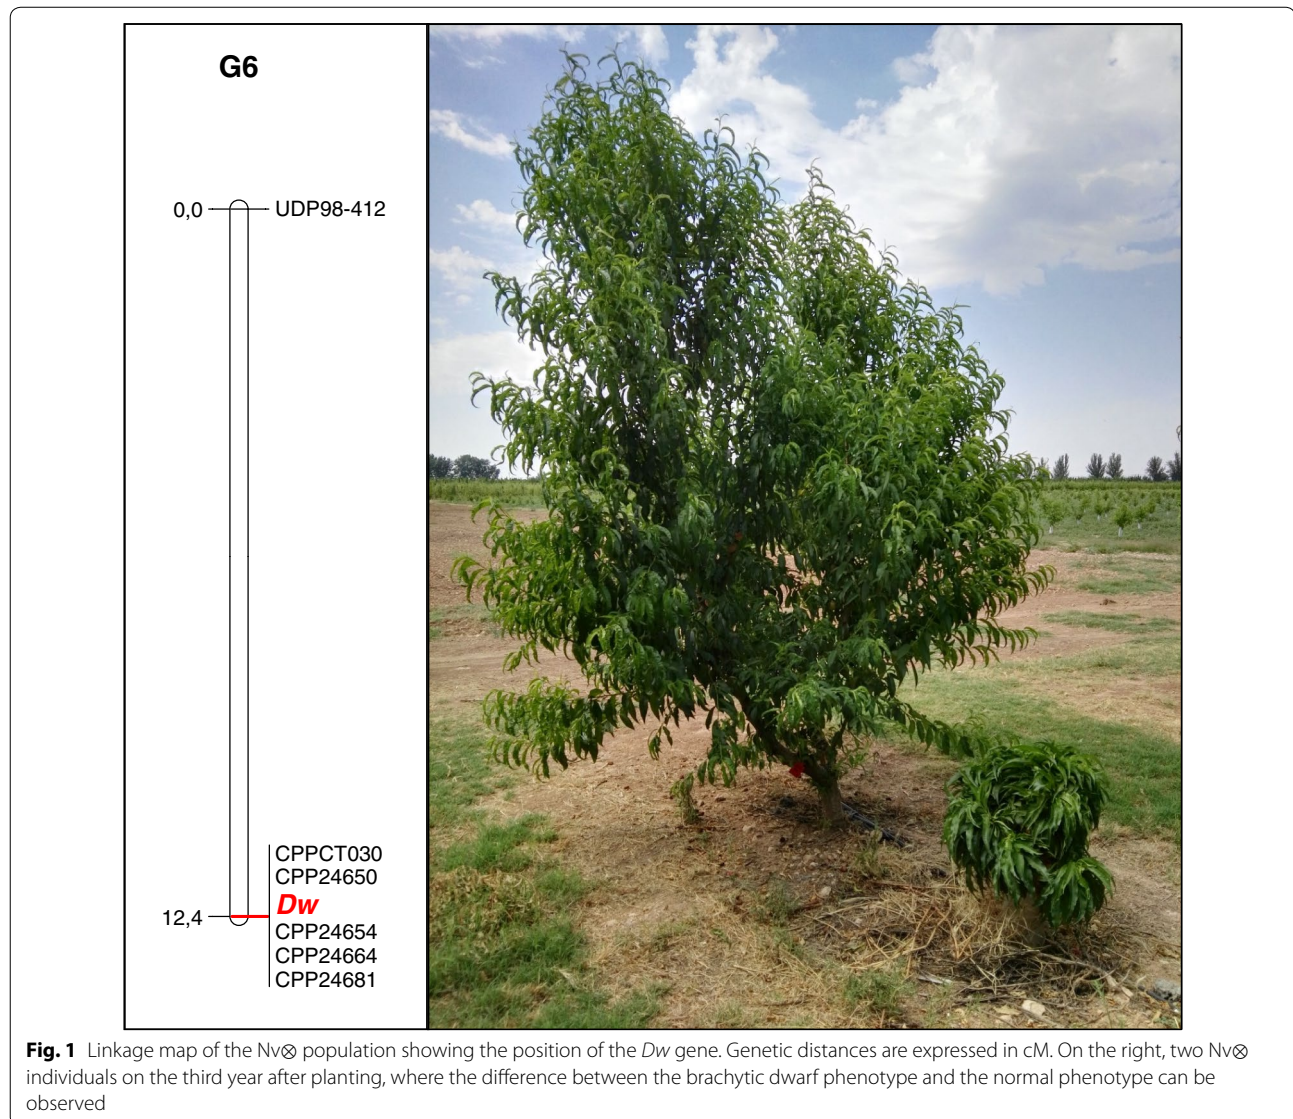 G6
0,0 UDP98-412
CPPCT030
CPP24650
Dw
12,4
CPP24654
CPP24664
CPP24681
Fig. 1 Linkage map of the Nv⊗ population showing the position of the Dw gene. Genetic distances are expressed in cM. On the right, two Nv⊗
individuals on the third year after planting, where the difference between the brachytic dwarf phenotype and the normal phenotype can be
observed